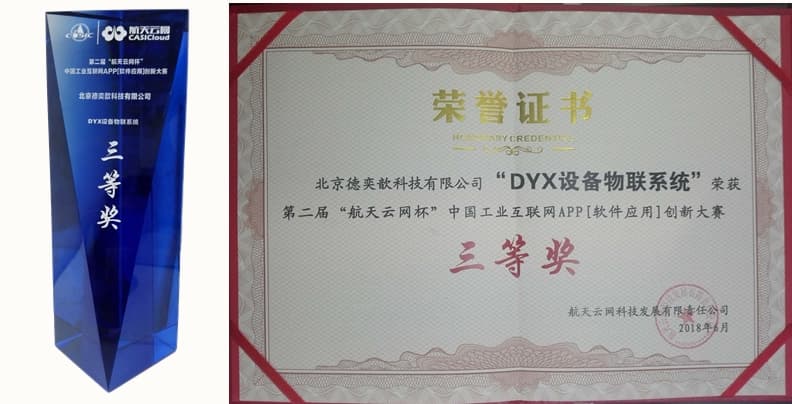 CASIC
航天云网
CASICloud
第二届“航天云网杯”
中国工业互联网APP[软件应用]创新大赛
北京德奕歆科技有限公司
DYX设备物联系统
三等奖
荣誉证书
HONORARY CREDENTIAL
北京德奕歆科技有限公司“DYX设备物联系统”荣获
第二届“航天云网杯”中国工业互联网APP[软件应用]创新大赛
三等奖
航天云网科技发展有限责任公司
2018年6月